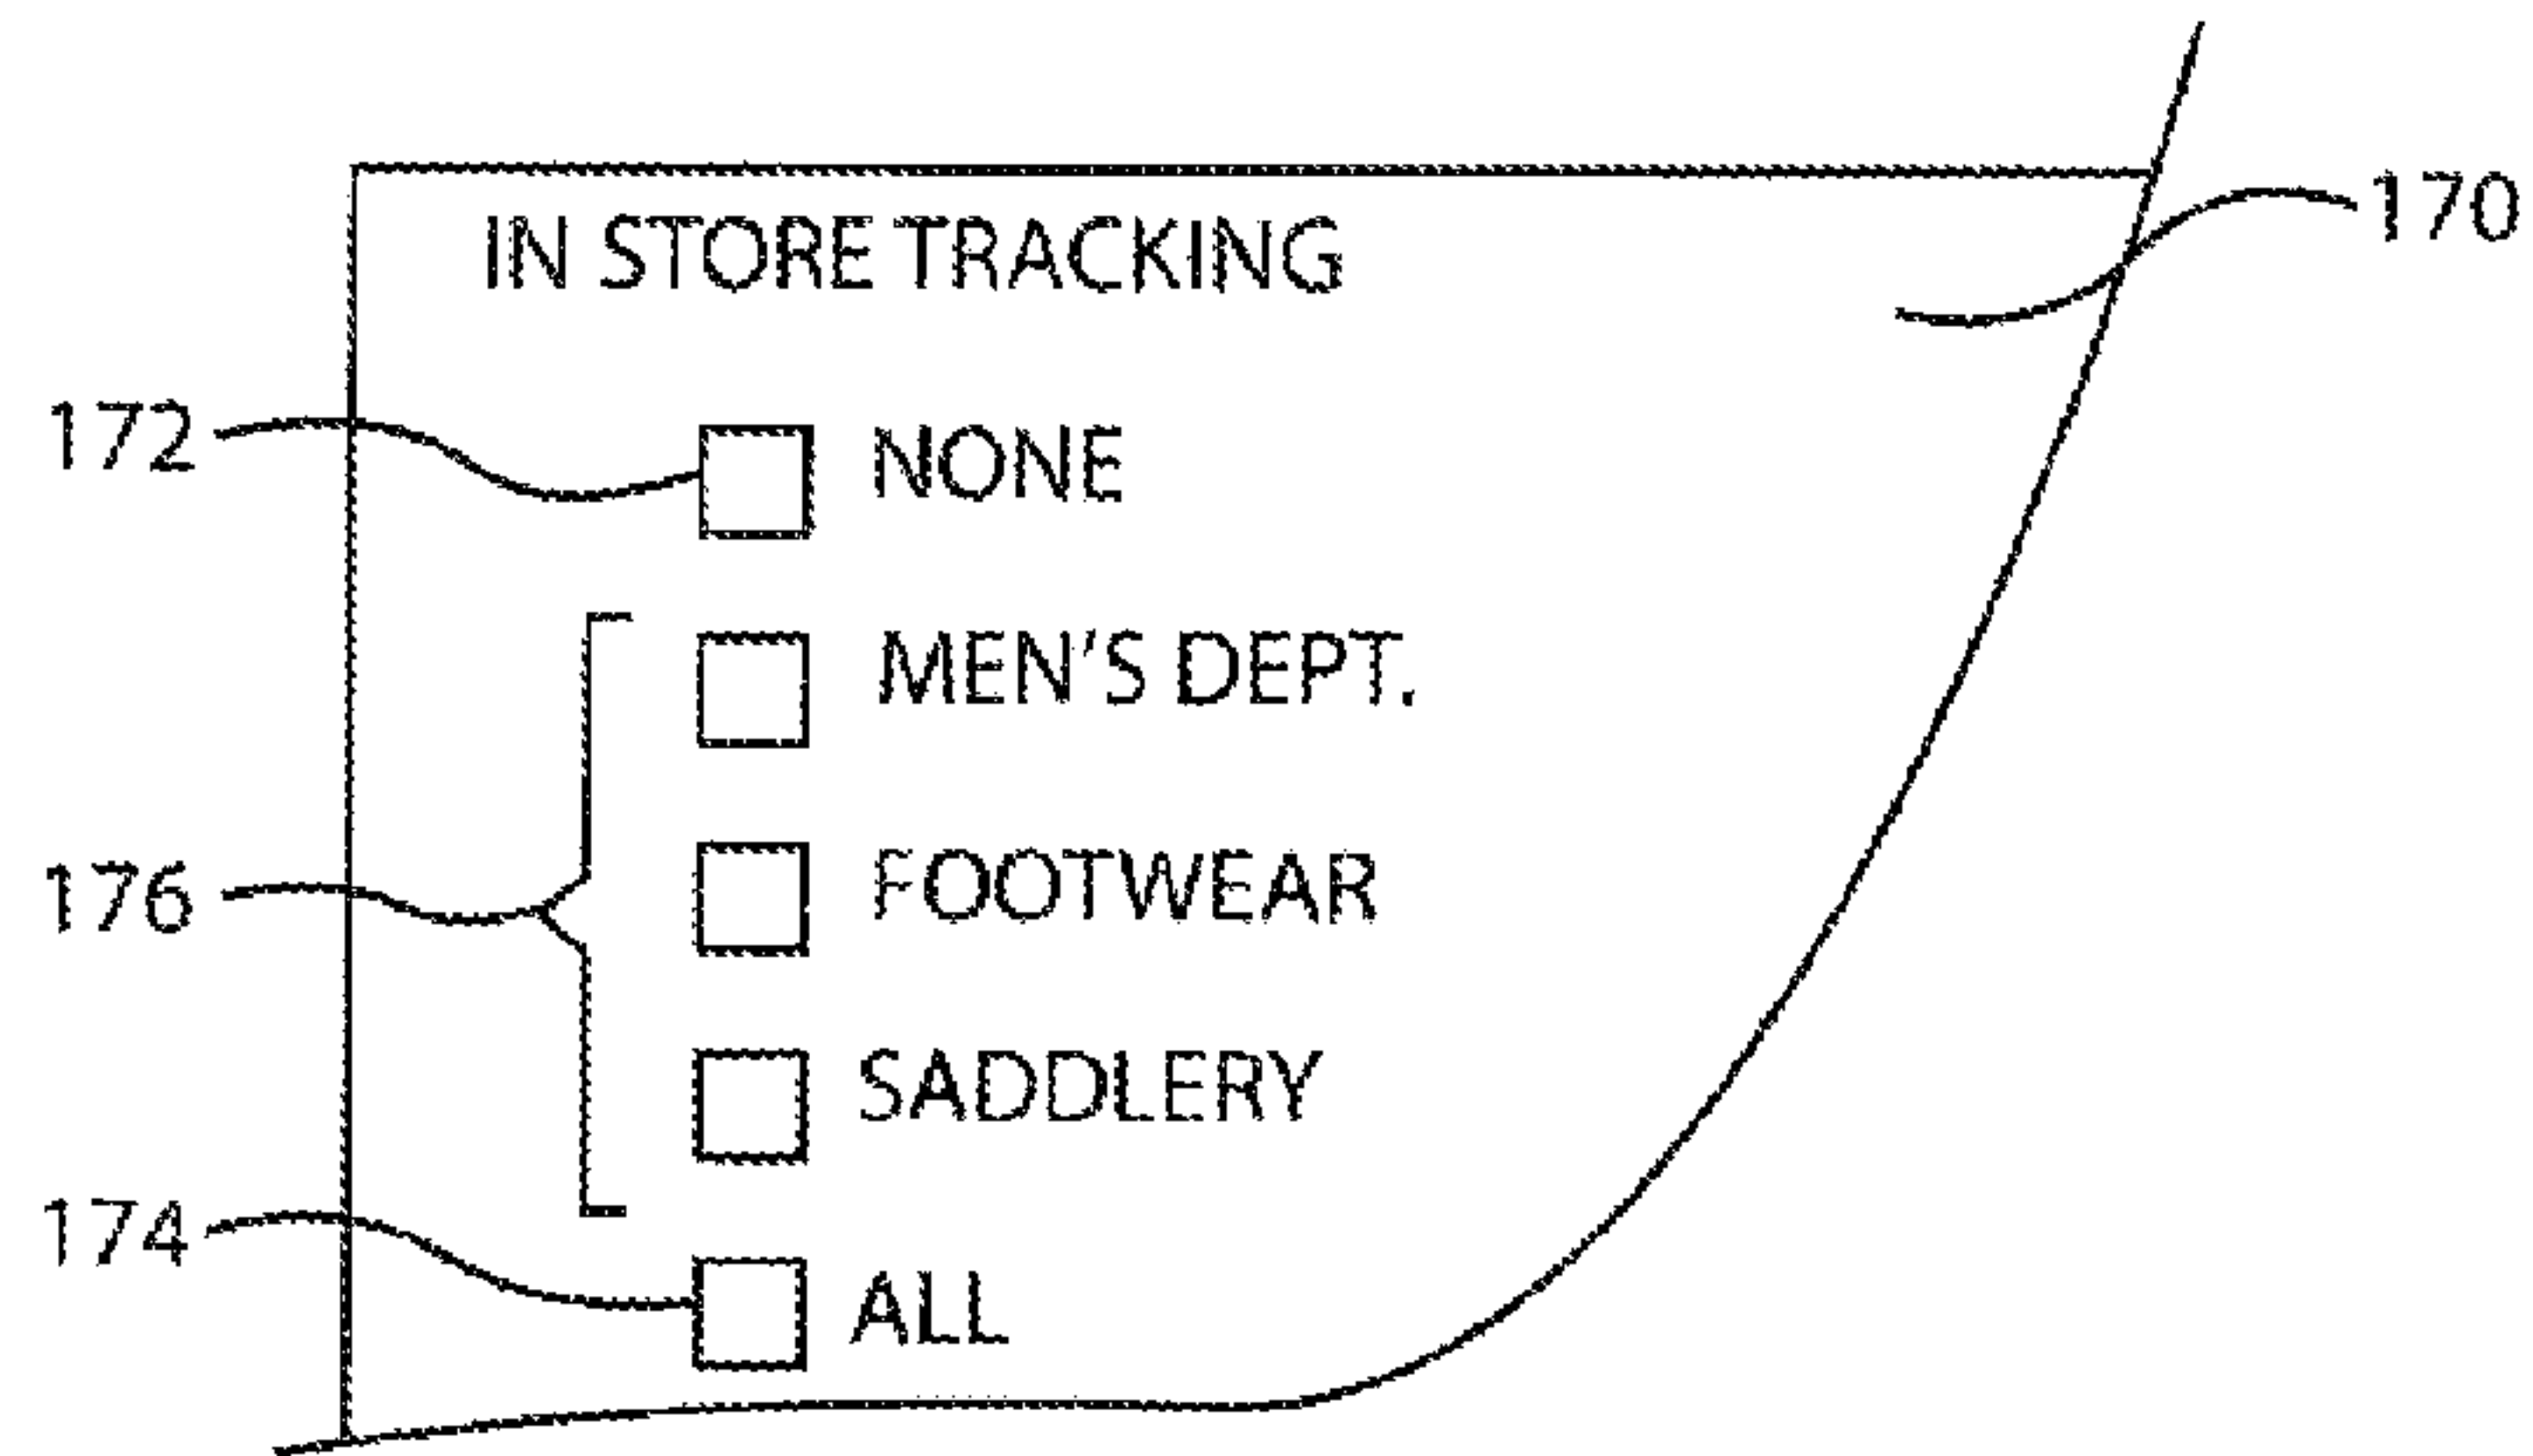 IN STORE TRACKING
170
172
NONE
MEN'S DEPT.
176
FOOTWEAR
SADDLERY
174
ALL